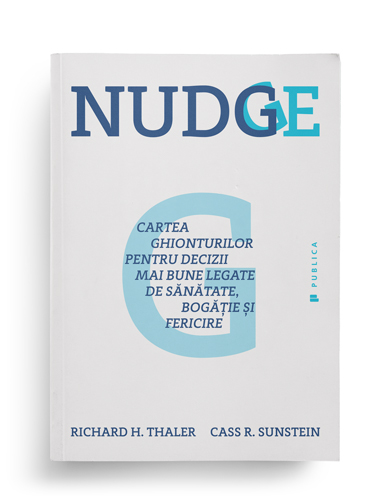 NUDGE
G
CARTEA
GHIONTURILOR
PENTRU DECIZII
MAI BUNE LEGATE
DE SĂNĂTATE,
BOGĂȚIE ȘI
FERICIRE
PUBLICA
RICHARD H. THALER CASS R. SUNSTEIN